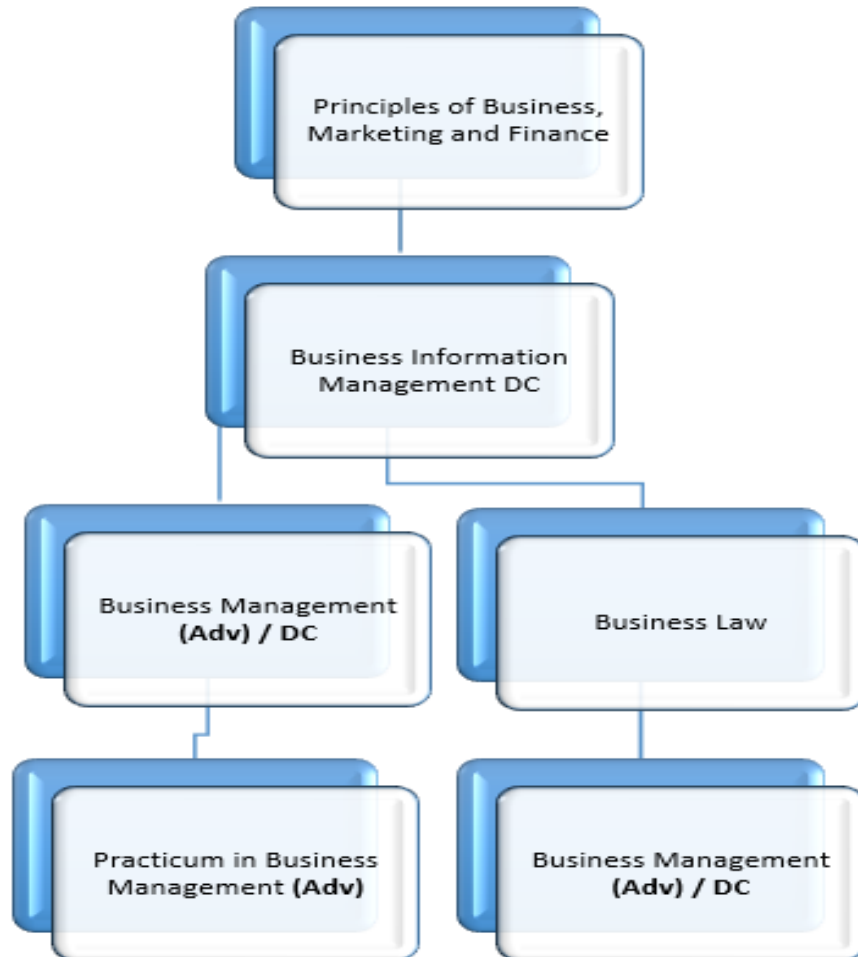 Principles of Business,
Marketing and Finance
Business Information
Management DC
Business Management
(Adv) / DC
Business Law
Practicum in Business
Management (Adv)
Business Management
(Adv) / DC